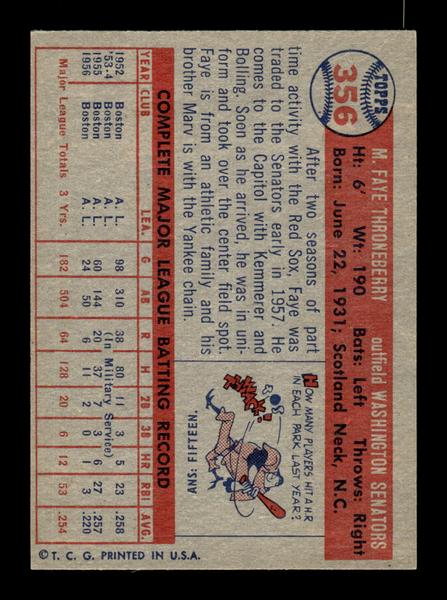 TOPPS
356
M. FAYE THRONEBERRY
outfield WASHINGTON SENATORS
Ht: 6' Wt: 190 Bats: Left Throws: Right
Born: June 22, 1931; Scotland Neck, N.C.
After two seasons of part
time activity with the Red Sox, Faye was
traded to the Senators early in 1957. He
comes to the Capitol with Kemmerer and
Bolling. Soon as he arrived, he was in uni-
form and took over the center field spot.
Faye is from an athletic family and his
brother Marv is with the Yankee chain.
HOW MANY PLAYERS HIT A H.R.
IN EACH PARK LAST YEAR?
WHACK!
ANS: FIFTEEN
COMPLETE MAJOR LEAGUE BATTING RECORD
YEAR CLUB LEA. G AB R H 2B 3B HR RBI AVG.
1952 Boston A. L. 98 310 38 80 11 3 5 23 .258
'53-4 Boston A. L. (In Military Service)
1955 Boston A. L. 144 37 7 3 6 27 .257
1956 Boston A. L. 24 50 6 11 2 0 1 3 .220
Major League Totals 3 Yrs. 182 504 64 128 20 6 12 53 .254
© T. C. G. PRINTED IN U.S.A.